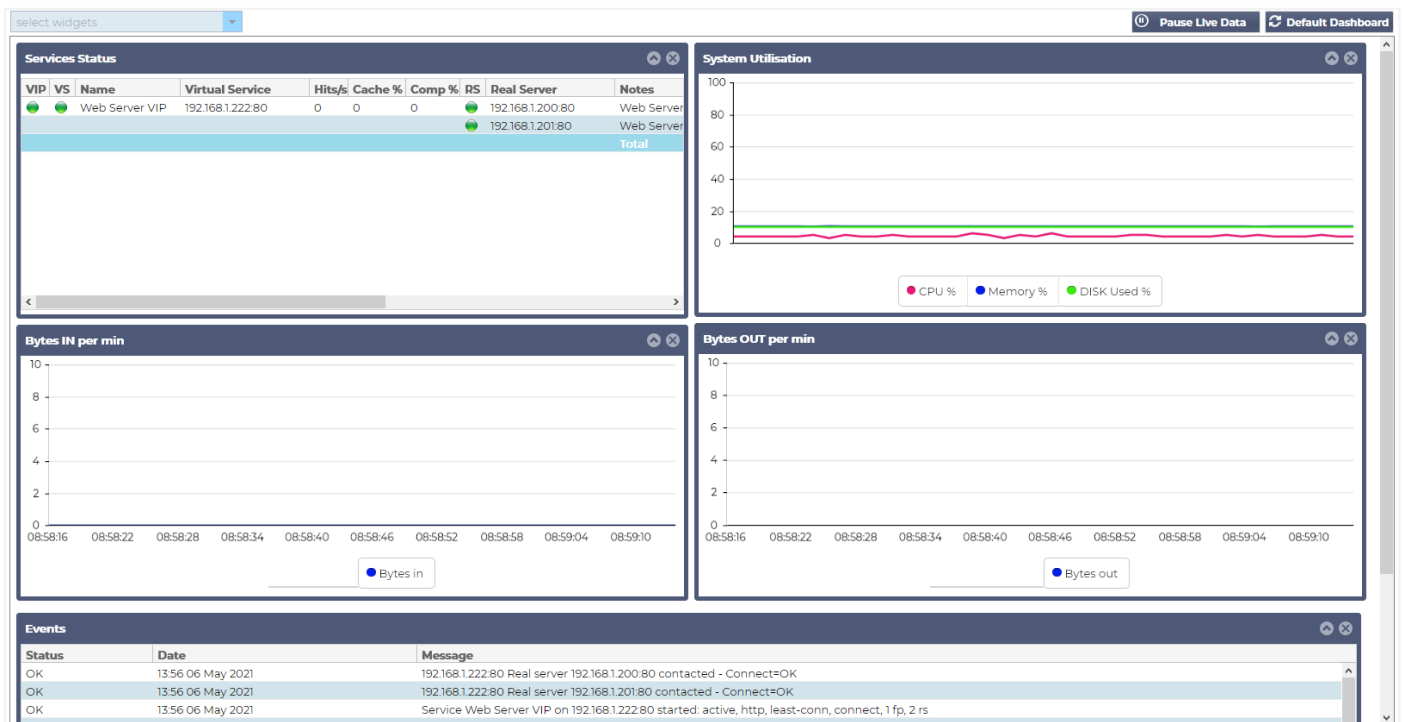 select widgets
Pause Live Data Default Dashboard
Services Status
VIP VS Name Virtual Service Hits/s Cache % Comp % RS Real Server Notes
Web Server VIP 192.168.1.222:80 0 0 0 192.168.1.200:80 Web Server
192.168.1.201:80 Web Server
Total
System Utilisation
100
80
60
40
20
0
CPU % Memory % DISK Used %
Bytes IN per min
10
8
6
4
2
0
08:58:16 08:58:22 08:58:28 08:58:34 08:58:40 08:58:46 08:58:52 08:58:58 08:59:04 08:59:10
Bytes in
Bytes OUT per min
10
8
6
4
2
0
08:58:16 08:58:22 08:58:28 08:58:34 08:58:40 08:58:46 08:58:52 08:58:58 08:59:04 08:59:10
Bytes out
Events
Status Date Message
OK 13:56 06 May 2021 192.168.1.222:80 Real server 192.168.1.200:80 contacted - Connect=OK
OK 13:56 06 May 2021 192.168.1.222:80 Real server 192.168.1.201:80 contacted - Connect=OK
OK 13:56 06 May 2021 Service Web Server VIP on 192.168.1.222:80 started: active, http, least-conn, connect, 1 fp, 2 rs